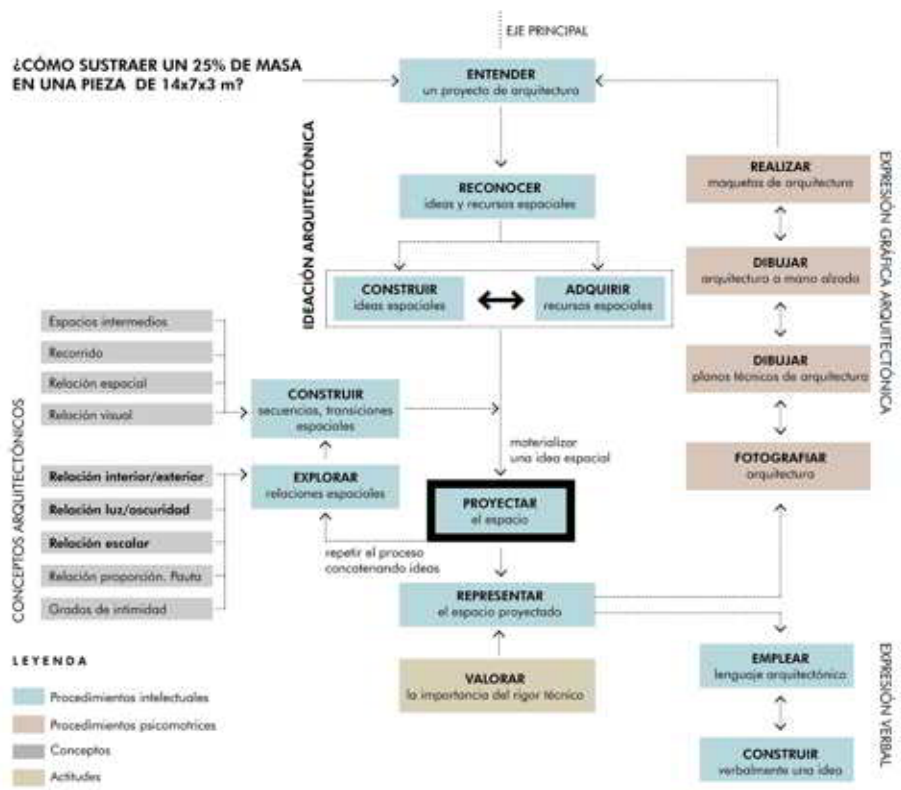 EJE PRINCIPAL
¿CÓMO SUSTRAER UN 25% DE MASA
EN UNA PIEZA DE 14x7x3 m?
ENTENDER
un proyecto de arquitectura
IDEACIÓN ARQUITECTÓNICA
RECONOCER
ideas y recursos espaciales
CONSTRUIR
ideas espaciales
ADQUIRIR
recursos espaciales
EXPRESIÓN GRÁFICA ARQUITECTÓNICA
REALIZAR
maquetas de arquitectura
DIBUJAR
arquitectura a mano alzada
DIBUJAR
planos técnicos de arquitectura
FOTOGRAFIAR
arquitectura
CONCEPTOS ARQUITECTÓNICOS
Espacios intermedios
Recorrido
Relación espacial
Relación visual
Relación interior/exterior
Relación luz/oscuridad
Relación escalar
Relación proporción. Pauta
Grados de intimidad
CONSTRUIR
secuencias, transiciones
espaciales
EXPLORAR
relaciones espaciales
materializar
una idea espacial
PROYECTAR
el espacio
repetir el proceso
concatenando ideas
REPRESENTAR
el espacio proyectado
VALORAR
la importancia del rigor técnico
EXPRESIÓN VERBAL
EMPLEAR
lenguaje arquitectónico
CONSTRUIR
verbalmente una idea
LEYENDA
Procedimientos intelectuales
Procedimientos psicomotrices
Conceptos
Actitudes